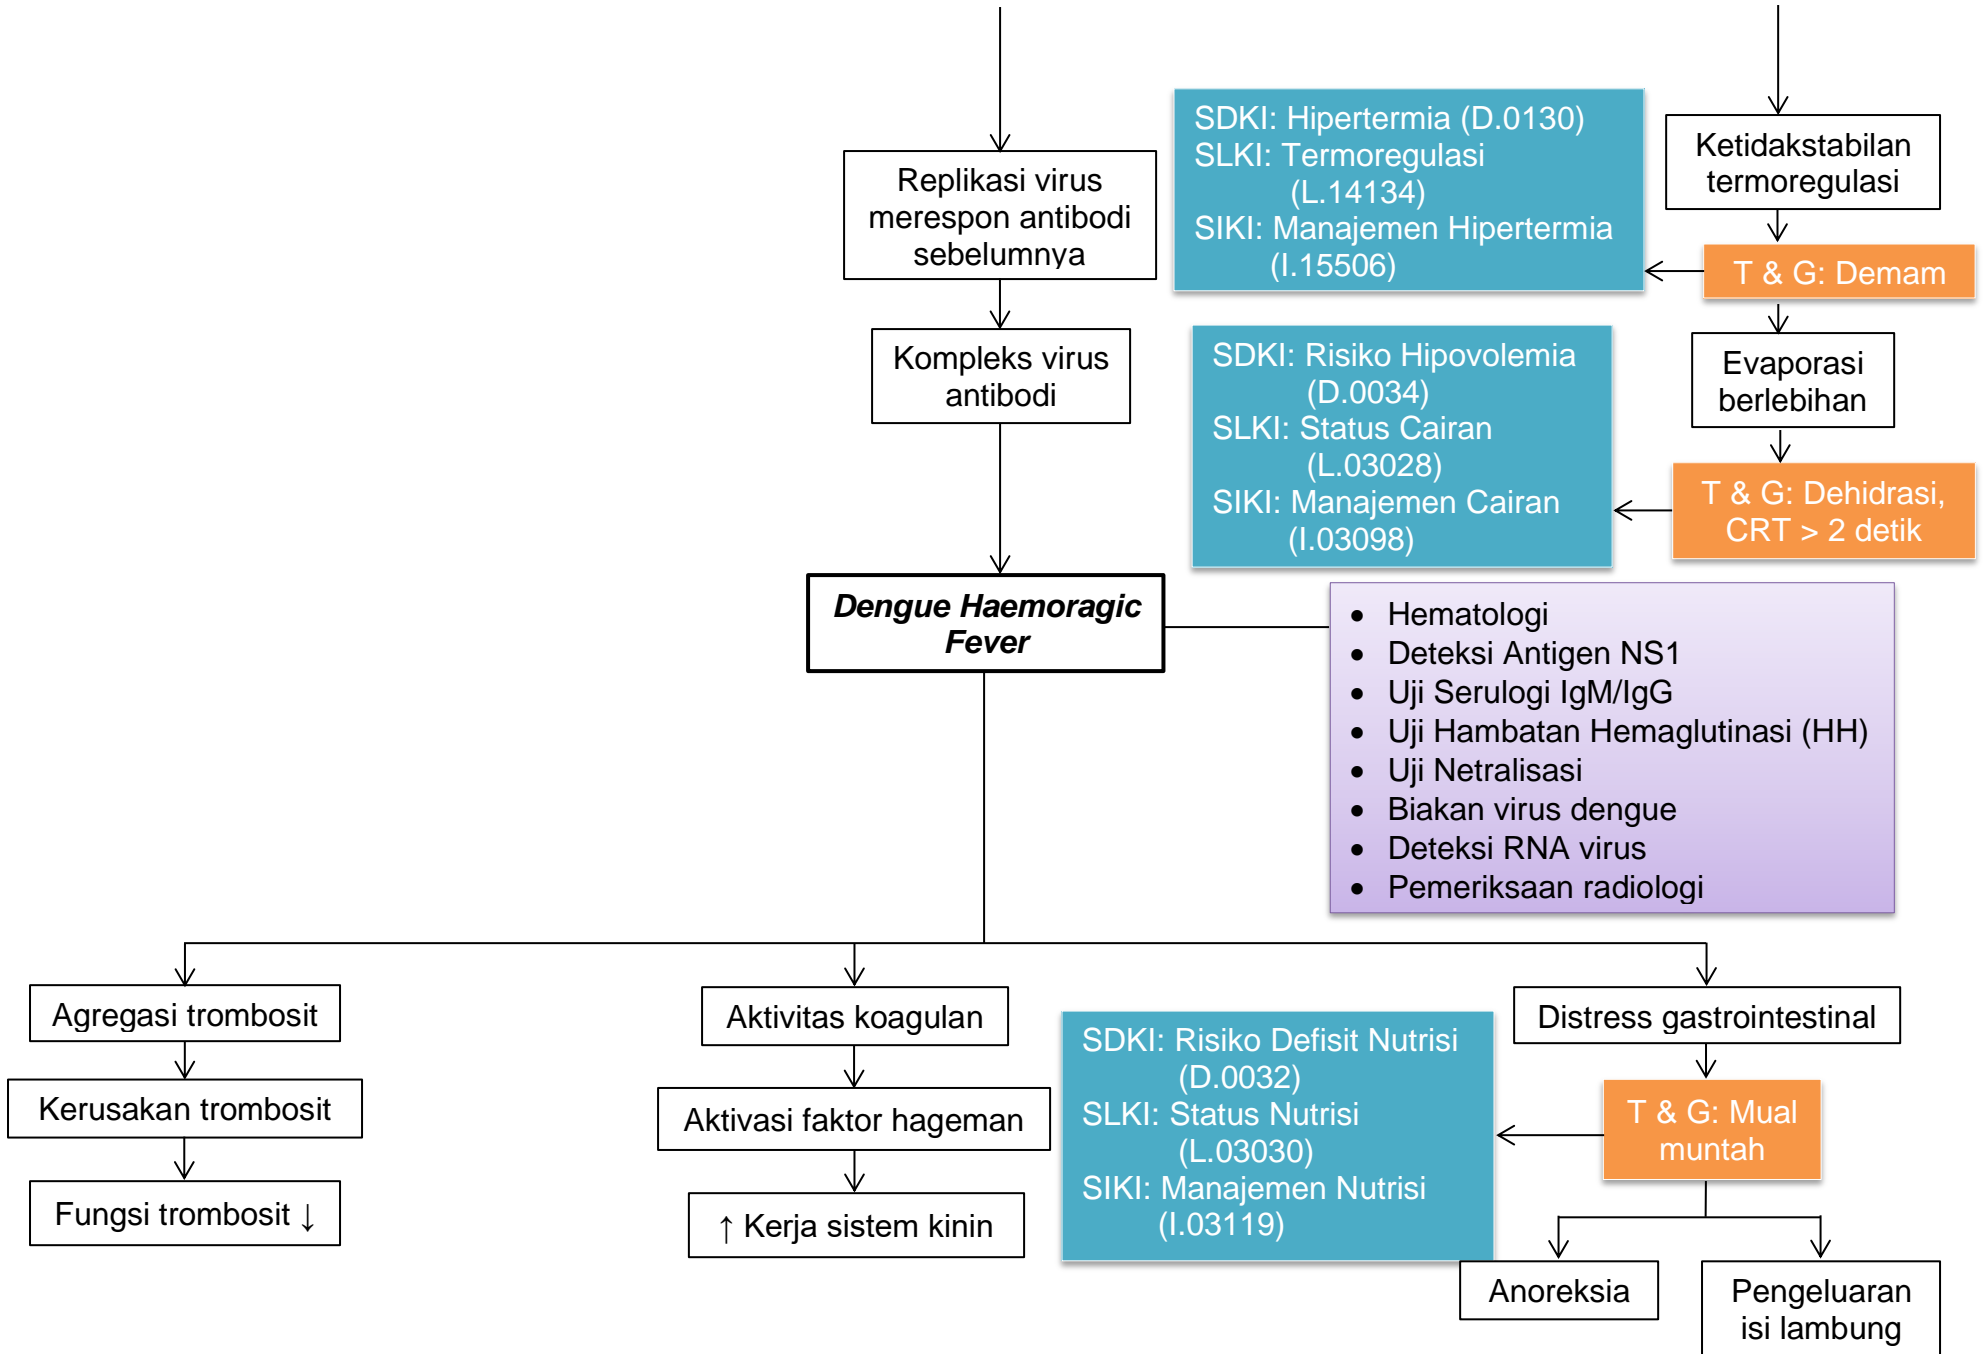 SDKI: Hipertermia (D.0130)
SLKI: Termoregulasi
(L.14134)
SIKI: Manajemen Hipertermia
(I.15506)
Ketidakstabilan
termoregulasi
Replikasi virus
merespon antibodi
sebelumnya
T & G: Demam
Kompleks virus
antibodi
SDKI: Risiko Hipovolemia
(D.0034)
SLKI: Status Cairan
(L.03028)
SIKI: Manajemen Cairan
(I.03098)
Evaporasi
berlebihan
T & G: Dehidrasi,
CRT > 2 detik
Dengue Haemoragic
Fever
• Hematologi
• Deteksi Antigen NS1
• Uji Serulogi IgM/IgG
• Uji Hambatan Hemaglutinasi (HH)
• Uji Netralisasi
• Biakan virus dengue
• Deteksi RNA virus
• Pemeriksaan radiologi
Agregasi trombosit
Kerusakan trombosit
Fungsi trombosit ↓
Aktivitas koagulan
Aktivasi faktor hageman
↑ Kerja sistem kinin
SDKI: Risiko Defisit Nutrisi
(D.0032)
SLKI: Status Nutrisi
(L.03030)
SIKI: Manajemen Nutrisi
(I.03119)
Distress gastrointestinal
T & G: Mual
muntah
Anoreksia
Pengeluaran
isi lambung